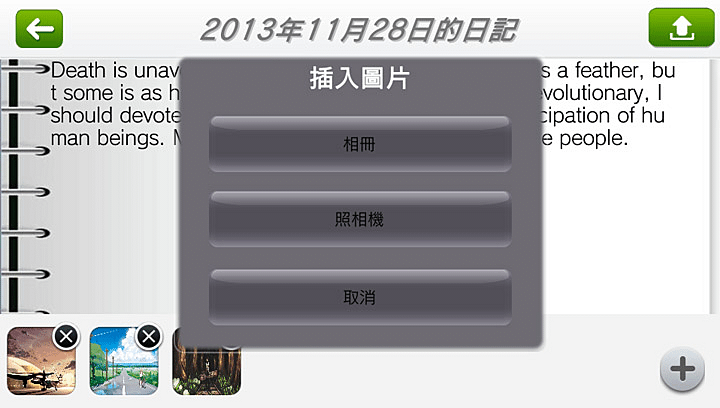 2013年11月28日的日記
Death is unav s a feather, bu
t some is as h evolutionary, I
should devote cipation of hu
man beings. M e people.
插入圖片
相冊
照相機
取消